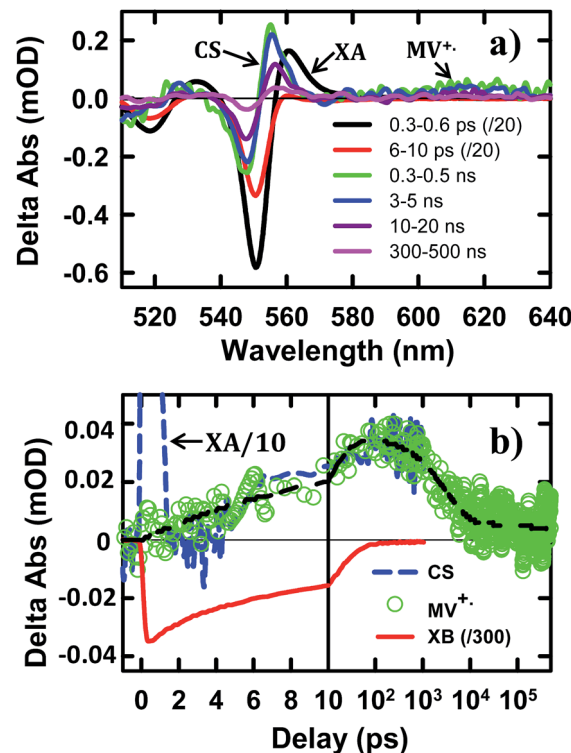 0.2
0.0
-0.2
-0.4
-0.6
Delta Abs (mOD)
CS
XA
MV+·
a)
0.3-0.6 ps (/20)
6-10 ps (/20)
0.3-0.5 ns
3-5 ns
10-20 ns
300-500 ns
520 540 560 580 600 620 640
Wavelength (nm)
0.04
0.02
0
-0.02
-0.04
Delta Abs (mOD)
XA/10
b)
CS
MV+·
XB (/300)
0 2 4 6 8 10 10² 10³ 10⁴ 10⁵
Delay (ps)